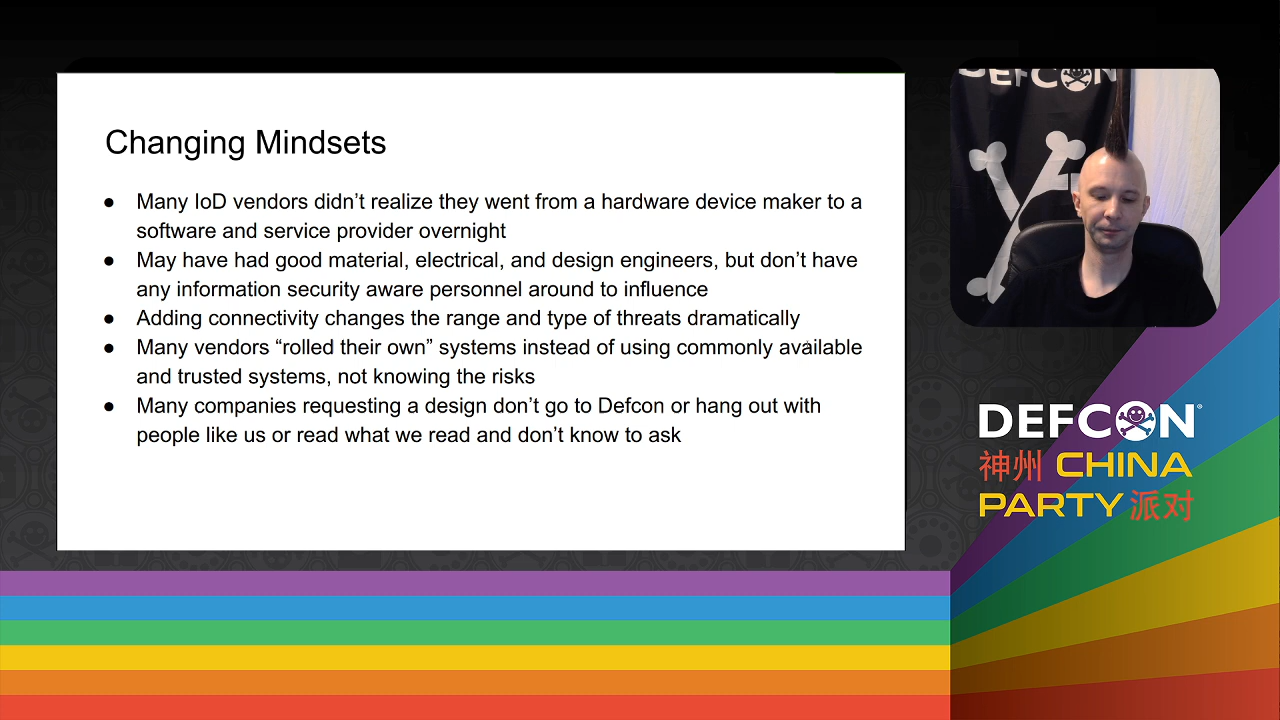 Changing Mindsets
● Many IoD vendors didn’t realize they went from a hardware device maker to a
software and service provider overnight
● May have had good material, electrical, and design engineers, but don’t have
any information security aware personnel around to influence
● Adding connectivity changes the range and type of threats dramatically
● Many vendors “rolled their own” systems instead of using commonly available
and trusted systems, not knowing the risks
● Many companies requesting a design don’t go to Defcon or hang out with
people like us or read what we read and don’t know to ask
DEFCON
DEFCON®
神州 CHINA
PARTY 派对